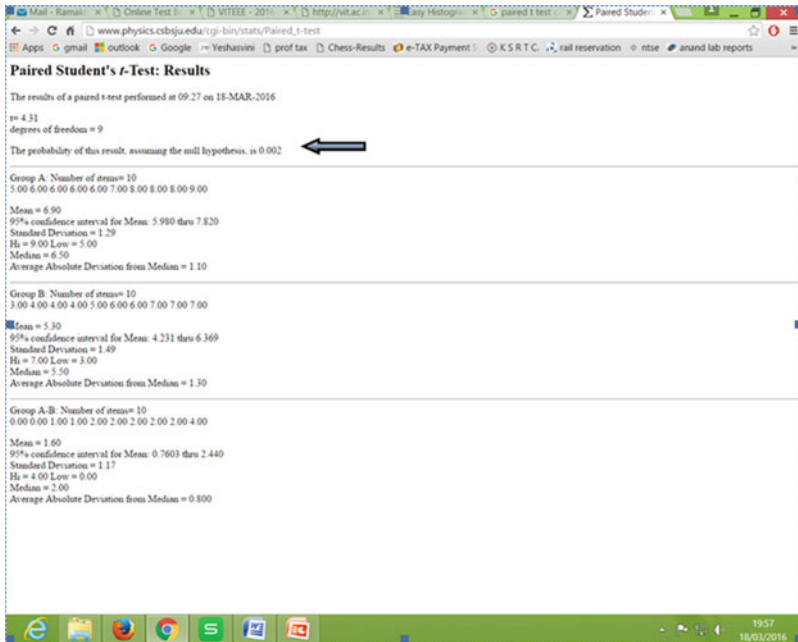 Mail - Ramak
Online Test B
VITEEE - 2016
http://vit.ac.in
Easy Histogra
paired t test c
Paired Studen
www.physics.csbsju.edu/cgi-bin/stats/Paired_t-test
Apps G gmail outlook G Google Yeshasvini prof tax Chess-Results e-TAX Payment S K S R T C. rail reservation ntse anand lab reports »
Paired Student's t-Test: Results
The results of a paired t-test performed at 09:27 on 18-MAR-2016
t= 4.31
degrees of freedom = 9
The probability of this result, assuming the null hypothesis, is 0.002
Group A: Number of items= 10
5.00 6.00 6.00 6.00 6.00 7.00 8.00 8.00 8.00 9.00
Mean = 6.90
95% confidence interval for Mean: 5.980 thru 7.820
Standard Deviation = 1.29
Hi = 9.00 Low = 5.00
Median = 6.50
Average Absolute Deviation from Median = 1.10
Group B: Number of items= 10
3.00 4.00 4.00 4.00 5.00 6.00 6.00 7.00 7.00 7.00
Mean = 5.30
95% confidence interval for Mean: 4.231 thru 6.369
Standard Deviation = 1.49
Hi = 7.00 Low = 3.00
Median = 5.50
Average Absolute Deviation from Median = 1.30
Group A-B: Number of items= 10
0.00 0.00 1.00 1.00 2.00 2.00 2.00 2.00 2.00 4.00
Mean = 1.60
95% confidence interval for Mean: 0.7603 thru 2.440
Standard Deviation = 1.17
Hi = 4.00 Low = 0.00
Median = 2.00
Average Absolute Deviation from Median = 0.800
19:57
18/03/2016